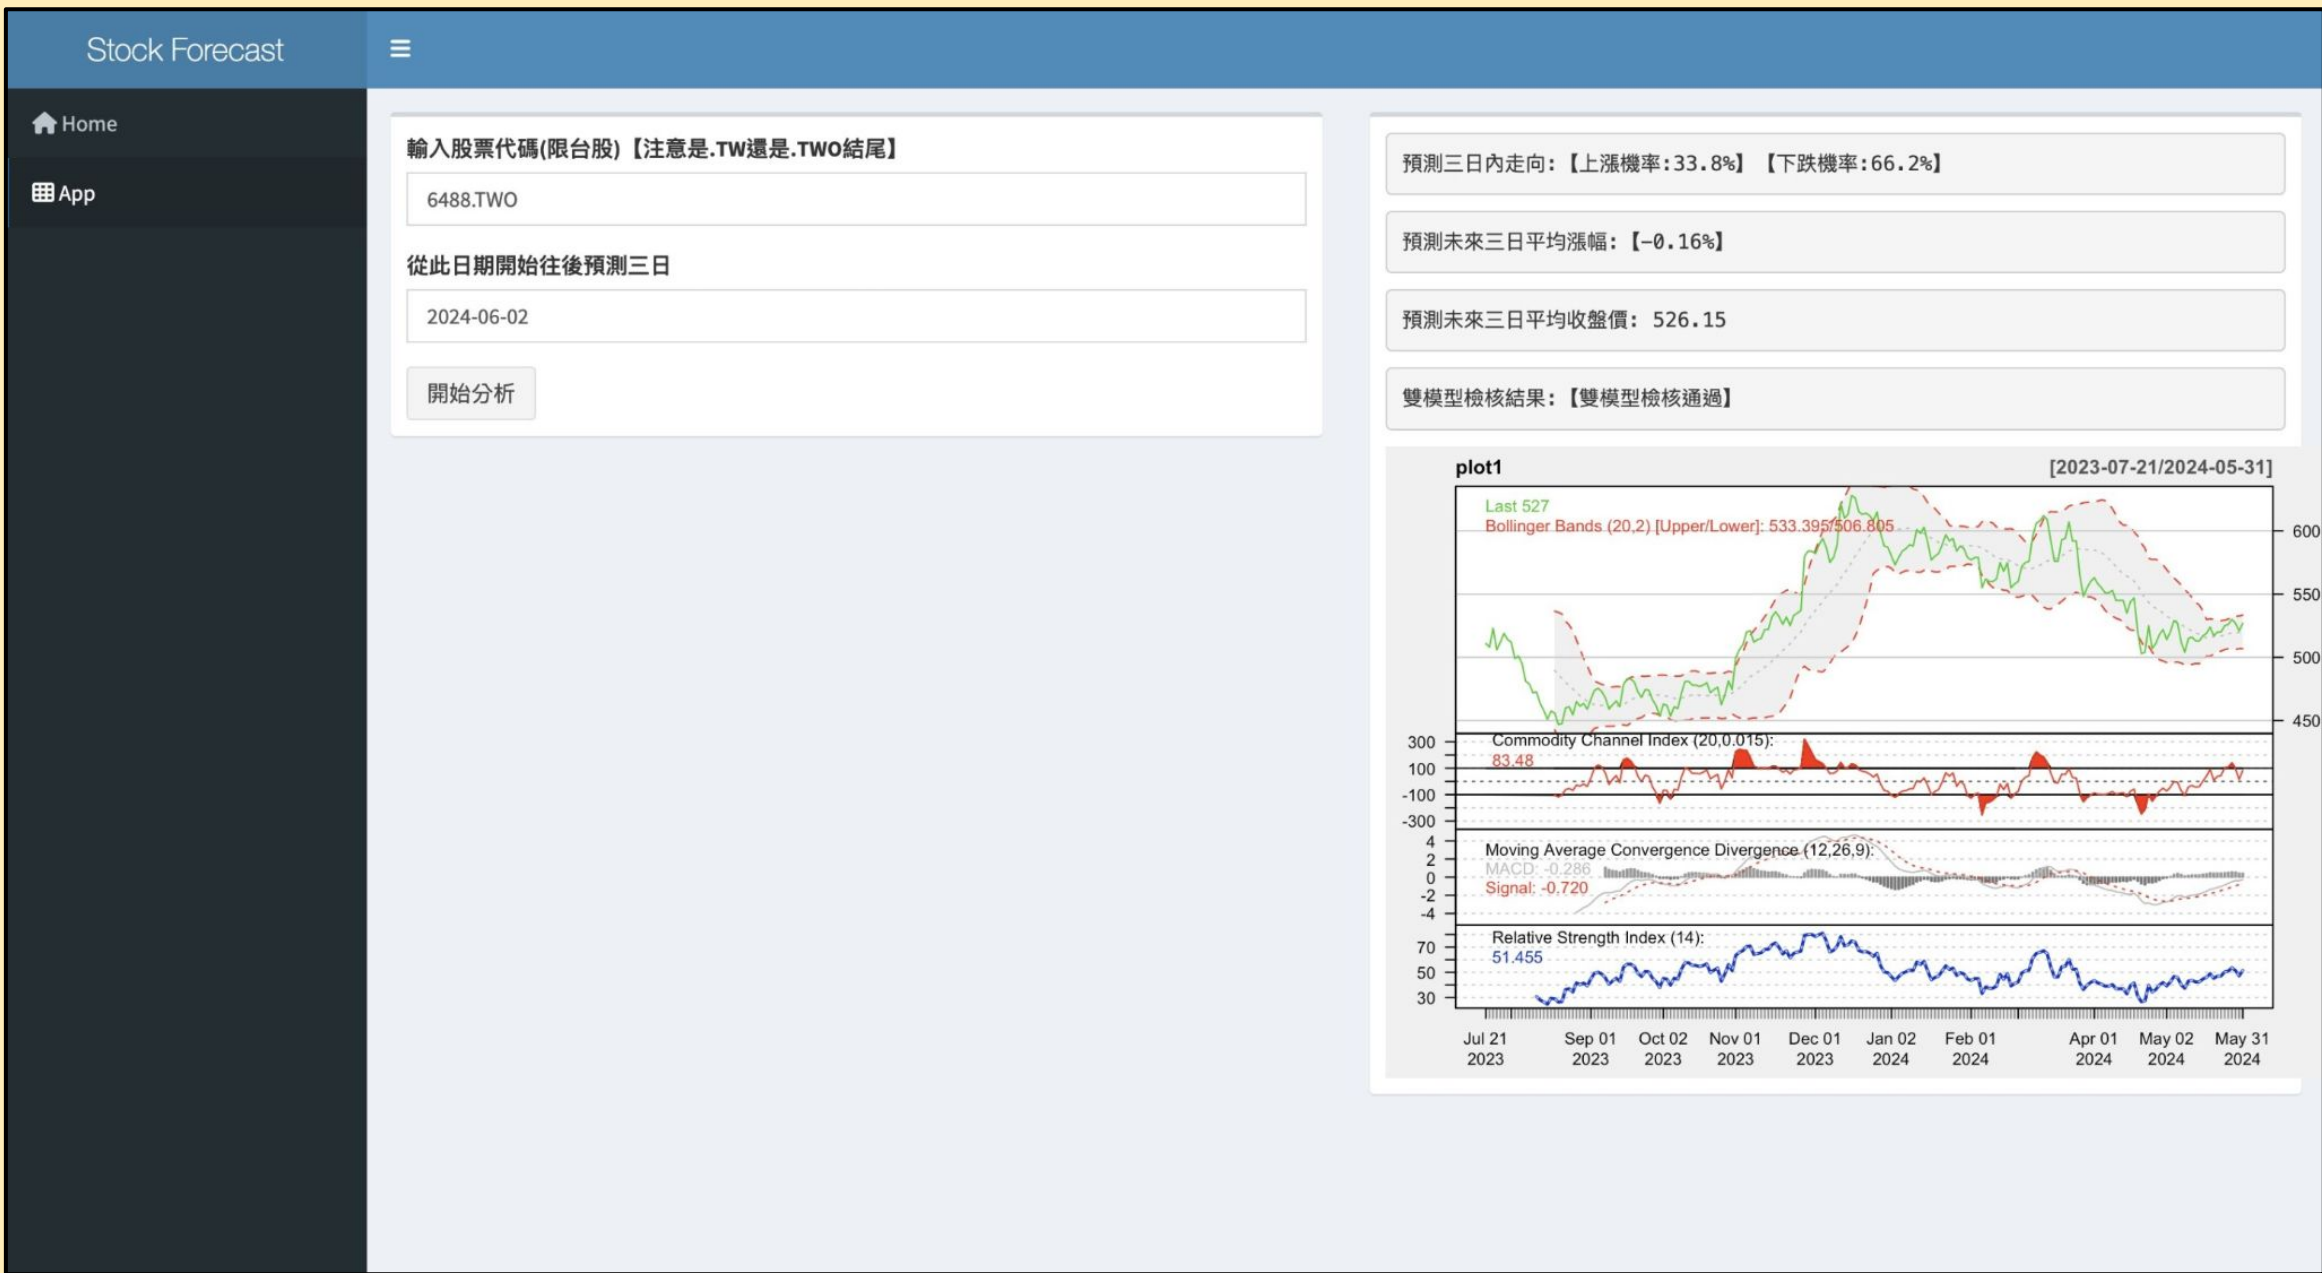 Stock Forecast
Home
App
輸入股票代碼(限台股)【注意是.TW還是.TWO結尾】
6488.TWO
從此日期開始往後預測三日
2024-06-02
開始分析
預測三日內走向:【上漲機率:33.8%】【下跌機率:66.2%】
預測未來三日平均漲幅:【-0.16%】
預測未來三日平均收盤價: 526.15
雙模型檢核結果:【雙模型檢核通過】
plot1 [2023-07-21/2024-05-31]
Last 527
Bollinger Bands (20,2) [Upper/Lower]: 533.395/506.805
600
550
500
450
Commodity Channel Index (20,0.015):
83.48
300
100
-100
-300
Moving Average Convergence Divergence (12,26,9):
MACD: -0.286
Signal: -0.720
4
2
0
-2
-4
Relative Strength Index (14):
51.455
70
50
30
Jul 21 Sep 01 Oct 02 Nov 01 Dec 01 Jan 02 Feb 01 Apr 01 May 02 May 31
2023 2023 2023 2023 2023 2024 2024 2024 2024 2024